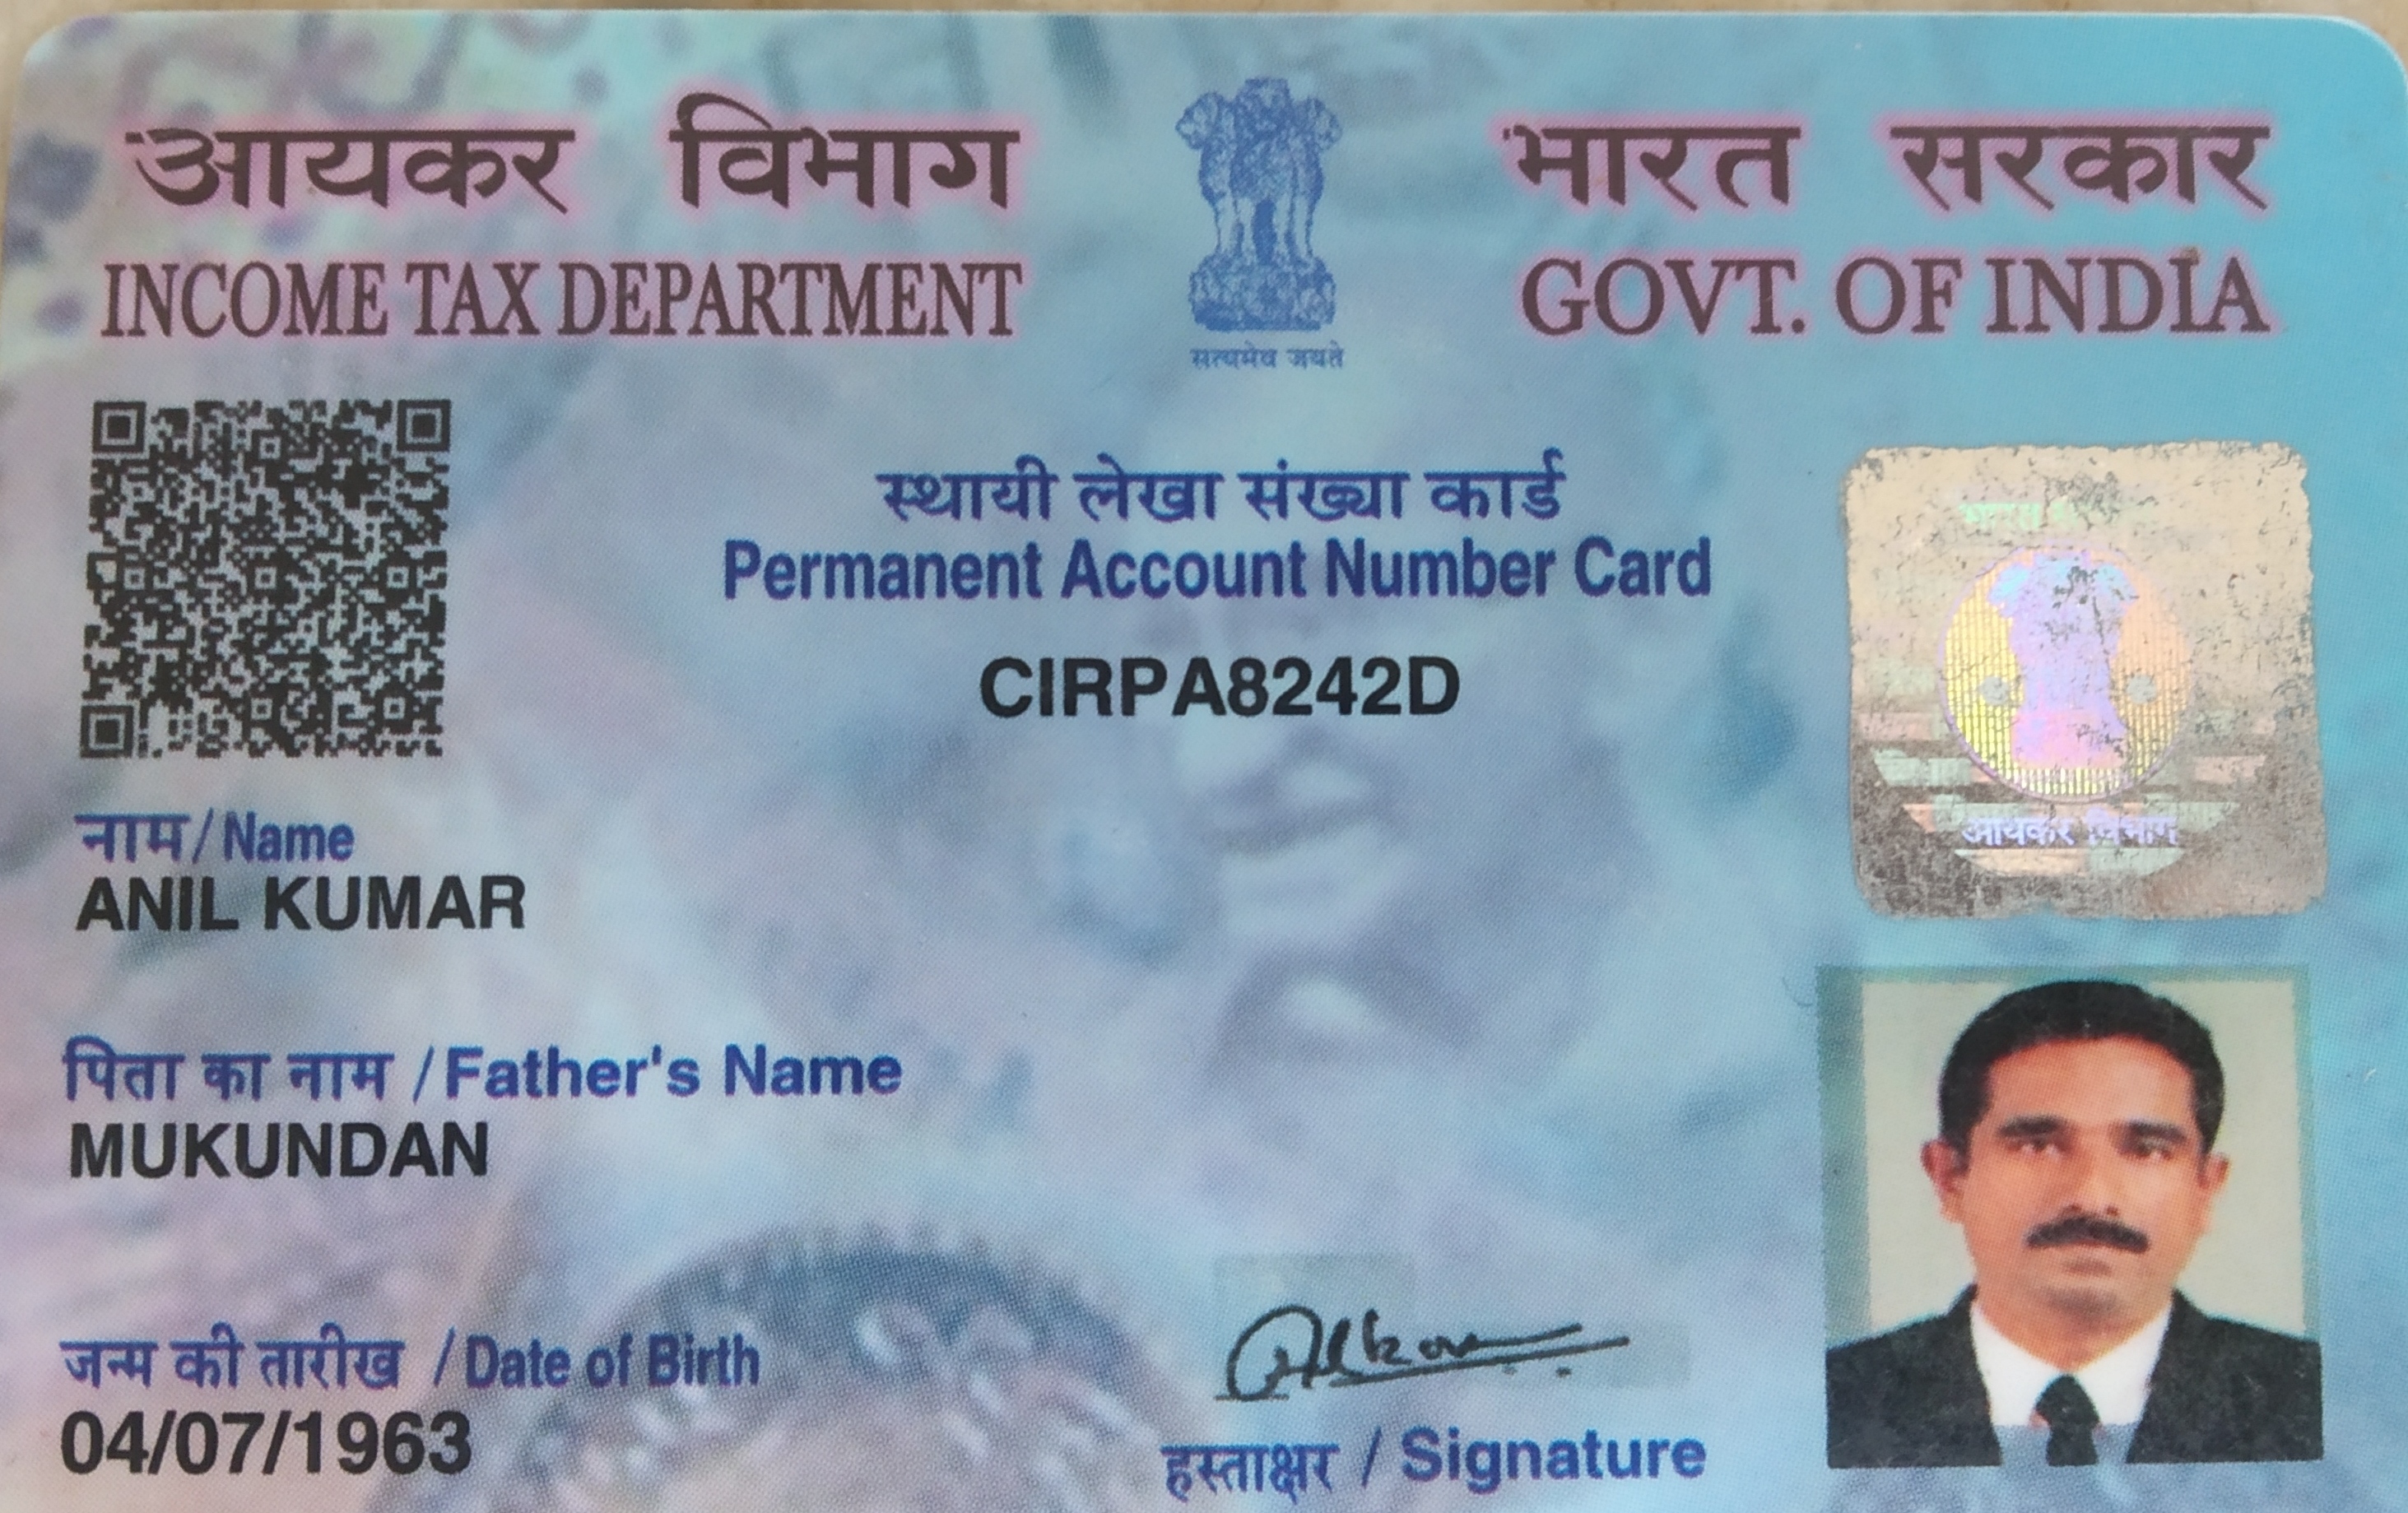 आयकर विभाग
INCOME TAX DEPARTMENT
सत्यमेव जयते
भारत सरकार
GOVT. OF INDIA
स्थायी लेखा संख्या कार्ड
Permanent Account Number Card
CIRPA8242D
आयकर विभाग
नाम/Name
ANIL KUMAR
पिता का नाम /Father's Name
MUKUNDAN
जन्म की तारीख /Date of Birth
04/07/1963
हस्ताक्षर / Signature